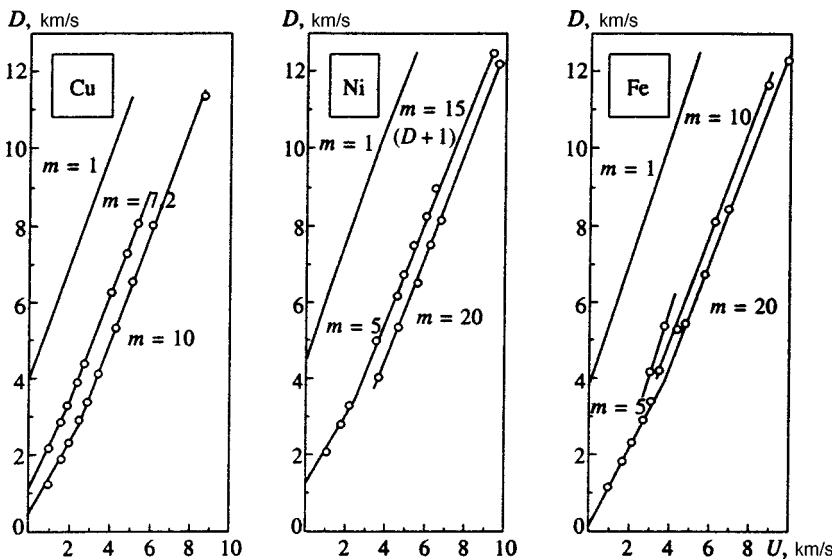 D, km/s
12
10
8
6
4
2
0
Cu
m = 1
m = 7.2
m = 10
2 4 6 8 10
D, km/s
12
10
8
6
4
2
0
Ni
m = 15
(D + 1)
m = 1
m = 5
m = 20
2 4 6 8 10
D, km/s
12
10
8
6
4
2
0
Fe
m = 10
m = 1
m = 20
m = 5
2 4 6 8 U, km/s